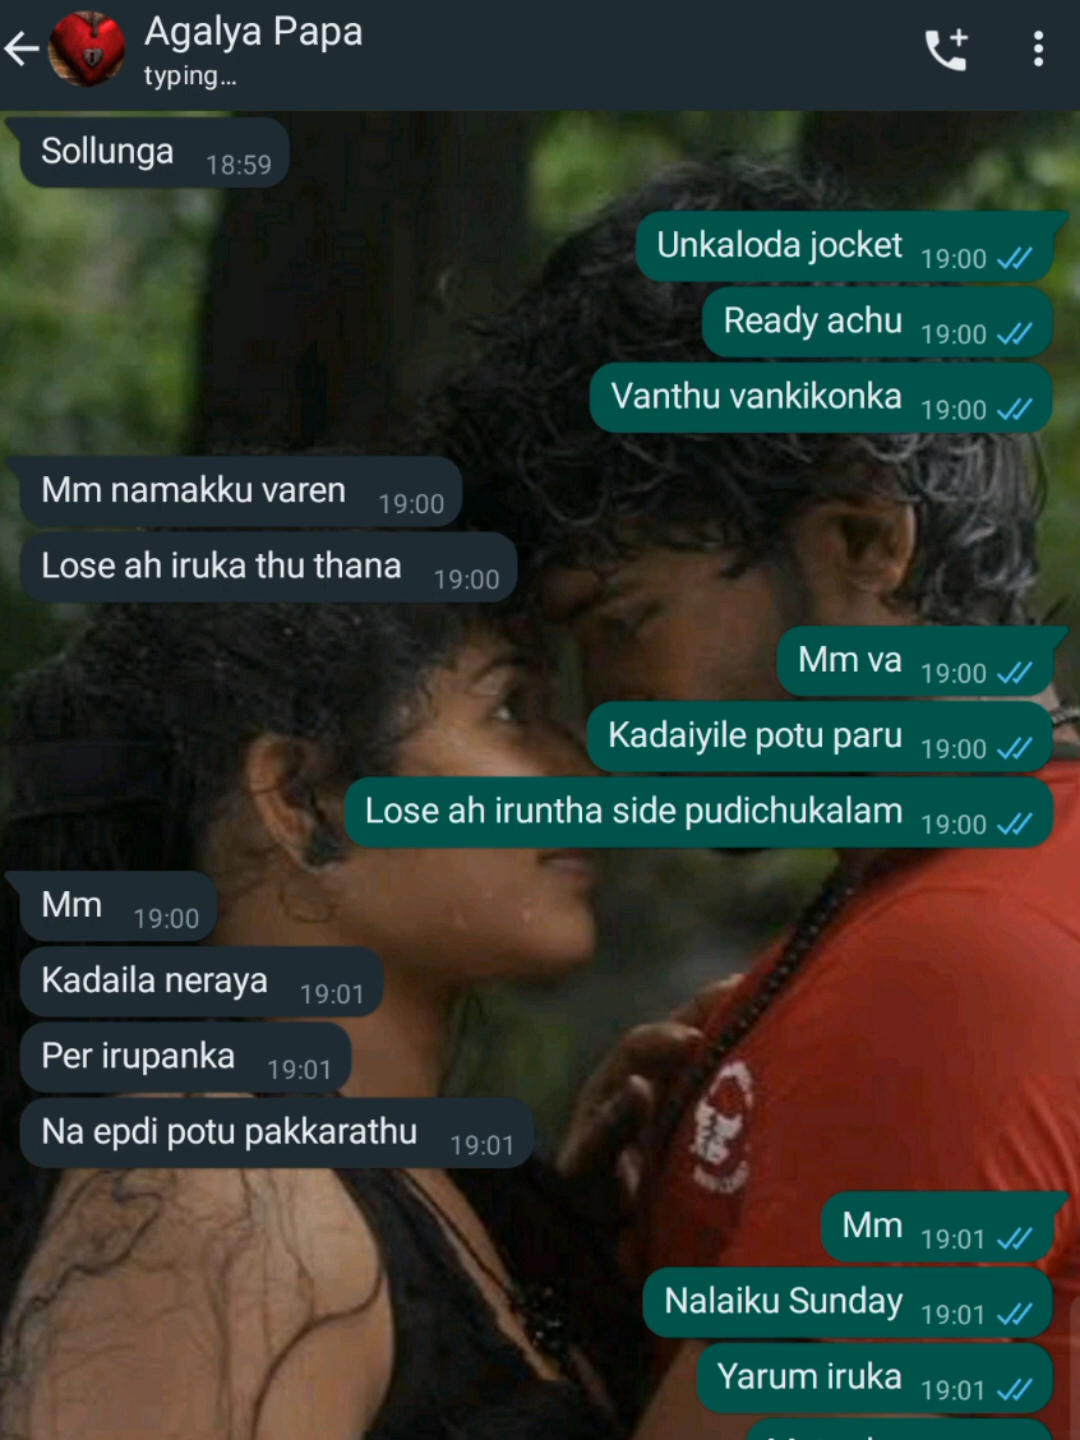 Agalya Papa
typing...
Sollunga 18:59
Unkaloda jocket 19:00
Ready achu 19:00
Vanthu vankikonka 19:00
Mm namakku varen 19:00
Lose ah iruka thu thana 19:00
Mm va 19:00
Kadaiyile potu paru 19:00
Lose ah iruntha side pudichukalam 19:00
Mm 19:00
Kadaila neraya 19:01
Per irupanka 19:01
Na epdi potu pakkarathu 19:01
Mm 19:01
Nalaiku Sunday 19:01
Yarum iruka 19:01